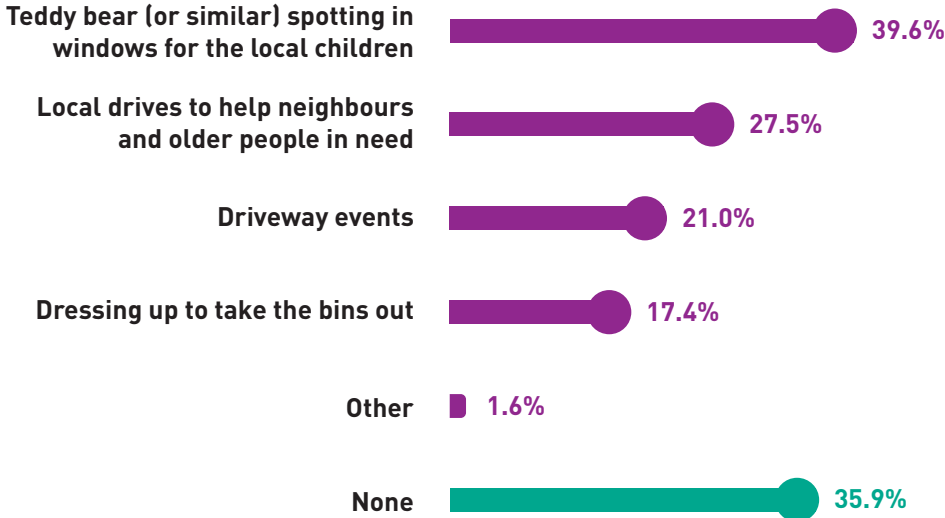 Teddy bear (or similar) spotting in
windows for the local children
39.6%
Local drives to help neighbours
and older people in need
27.5%
Driveway events
21.0%
Dressing up to take the bins out
17.4%
Other
1.6%
None
35.9%